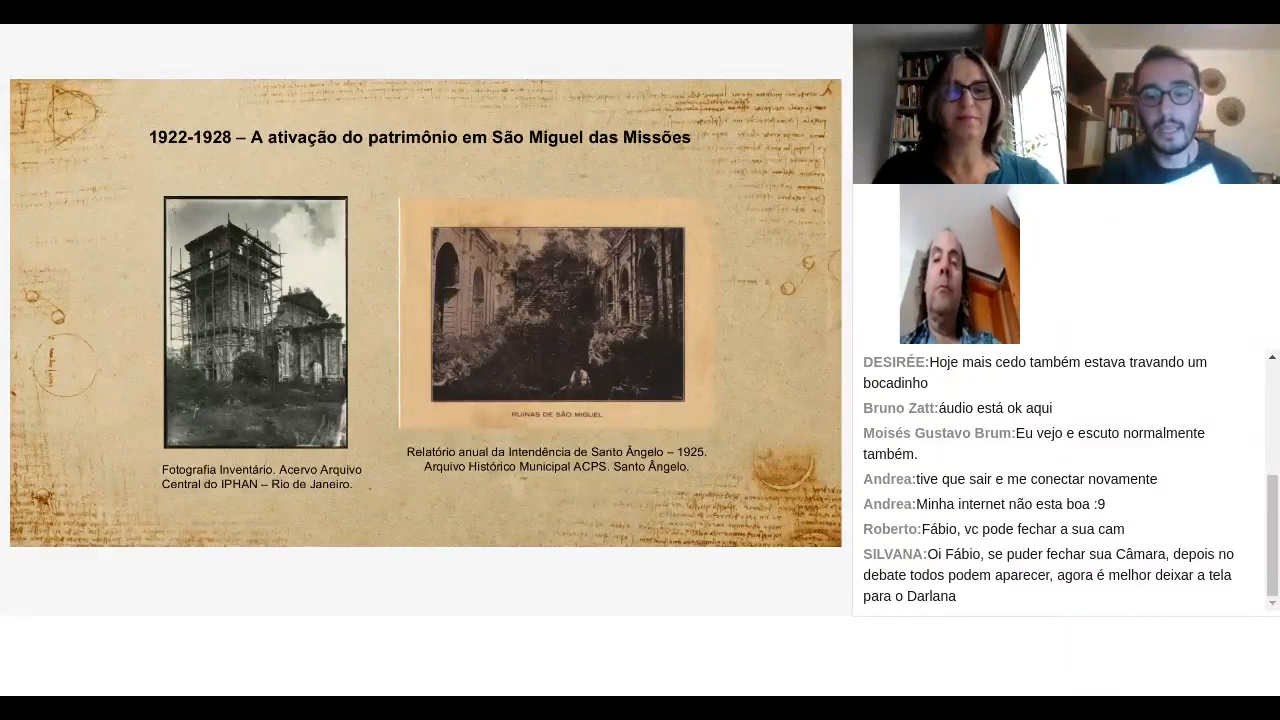 1922-1928 – A ativação do patrimônio em São Miguel das Missões
RUINAS DE SÃO MIGUEL
Relatório anual da Intendência de Santo Ângelo – 1925.
Arquivo Histórico Municipal ACPS. Santo Ângelo.
Fotografia Inventário. Acervo Arquivo
Central do IPHAN – Rio de Janeiro.
DESIRÉE:Hoje mais cedo também estava travando um
bocadinho
Bruno Zatt:áudio está ok aqui
Moisés Gustavo Brum:Eu vejo e escuto normalmente
também.
Andrea:tive que sair e me conectar novamente
Andrea:Minha internet não esta boa :9
Roberto:Fábio, vc pode fechar a sua cam
SILVANA:Oi Fábio, se puder fechar sua Câmara, depois no
debate todos podem aparecer, agora é melhor deixar a tela
para o Darlana